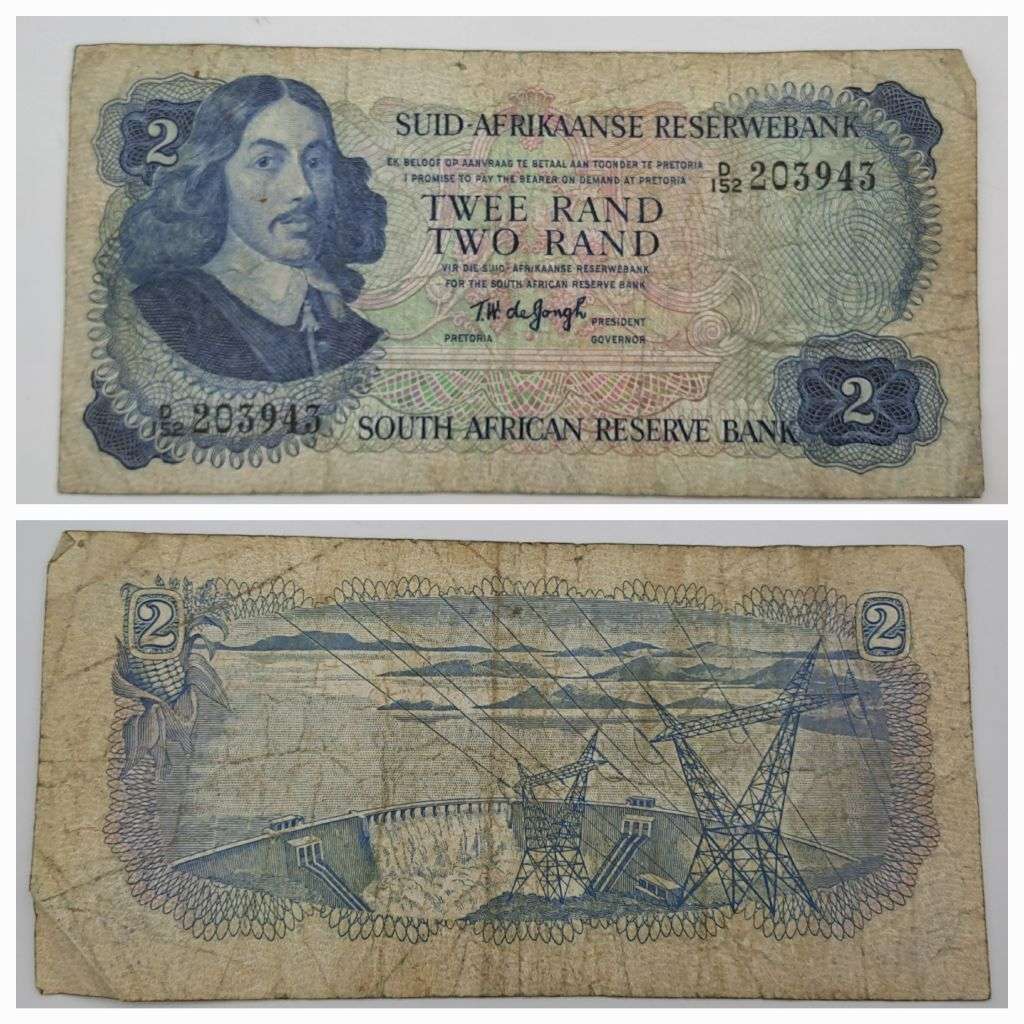 2
SUID-AFRIKAANSE RESERWEBANK
EK BELOOF OP AANVRAAG TE BETAAL AAN TOONDER TE PRETORIA
I PROMISE TO PAY THE BEARER ON DEMAND AT PRETORIA
D/152 203943
TWEE RAND
TWO RAND
VIR DIE SUID-AFRIKAANSE RESERWEBANK
FOR THE SOUTH AFRICAN RESERVE BANK
T.W. de Jongh
PRESIDENT
PRETORIA GOVERNOR
D/152 203943
SOUTH AFRICAN RESERVE BANK
2
2
2